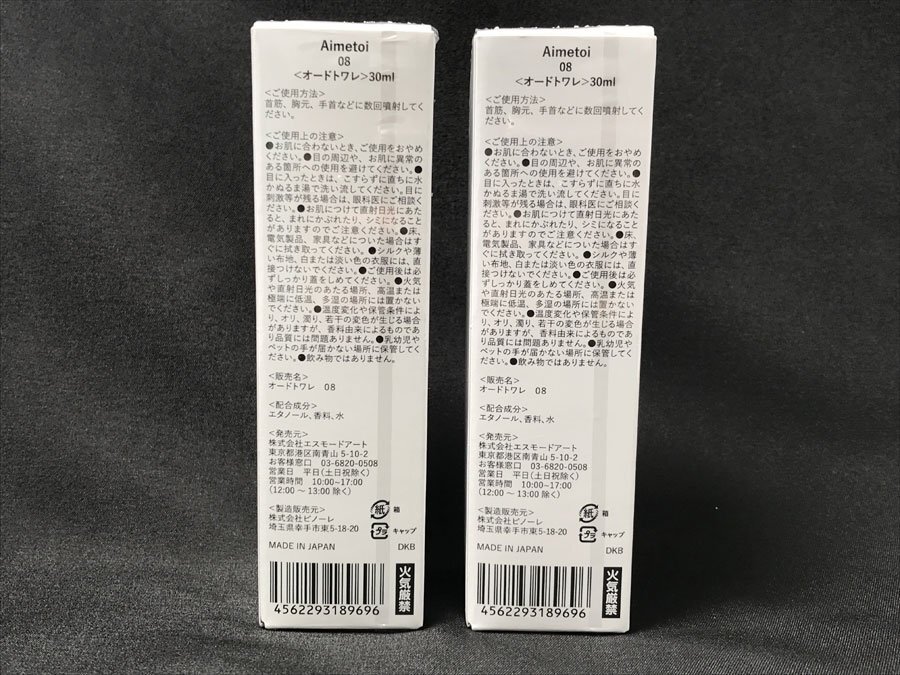 Aimetoi
08
<オードトワレ>30ml
<ご使用方法>
首筋、胸元、手首などに数回噴射してく
ださい。
<ご使用上の注意>
●お肌に合わないとき、ご使用をおやめ
ください。●目の周辺や、お肌に異常の
ある箇所への使用を避けてください。●
目に入ったときは、こすらずに直ちに水
かぬるま湯で洗い流してください。目に
刺激等が残る場合は、眼科医にご相談く
ださい。●お肌につけて直射日光にあた
ると、まれにかぶれたり、シミになること
がありますのでご注意ください。●床、
電気製品、家具などについた場合はす
ぐに拭き取ってください。●シルクや薄
い布地、白または淡い色の衣服には、直
接つけないでください。●ご使用後は必
ずしっかり蓋をしめてください。●火気
や直射日光のあたる場所、高温または
極端に低温、多湿の場所には置かない
でください。●温度変化や保管条件によ
り、オリ、濁り、若干の変色が生じる場合
がありますが、香料由来によるものであ
り品質には問題ありません。●乳幼児や
ペットの手が届かない場所に保管してく
ださい。●飲み物ではありません。
<販売名>
オードトワレ 08
<配合成分>
エタノール、香料、水
<発売元>
株式会社エスモードアート
東京都港区南青山 5-10-2
お客様窓口 03-6820-0508
営業日 平日(土日祝除く)
営業時間 10:00~17:00
(12:00 ~ 13:00 除く)
<製造販売元>
株式会社ピノーレ
埼玉県幸手市東5-18-20
紙 箱
プラ キャップ
MADE IN JAPAN DKB
4562293189696
火気厳禁
Aimetoi
08
<オードトワレ>30ml
<ご使用方法>
首筋、胸元、手首などに数回噴射してく
ださい。
<ご使用上の注意>
●お肌に合わないとき、ご使用をおやめ
ください。●目の周辺や、お肌に異常の
ある箇所への使用を避けてください。●
目に入ったときは、こすらずに直ちに水
かぬるま湯で洗い流してください。目に
刺激等が残る場合は、眼科医にご相談く
ださい。●お肌につけて直射日光にあた
ると、まれにかぶれたり、シミになること
がありますのでご注意ください。●床、
電気製品、家具などについた場合はす
ぐに拭き取ってください。●シルクや薄
い布地、白または淡い色の衣服には、直
接つけないでください。●ご使用後は必
ずしっかり蓋をしめてください。●火気
や直射日光のあたる場所、高温または
極端に低温、多湿の場所には置かない
でください。●温度変化や保管条件によ
り、オリ、濁り、若干の変色が生じる場合
がありますが、香料由来によるものであ
り品質には問題ありません。●乳幼児や
ペットの手が届かない場所に保管してく
ださい。●飲み物ではありません。
<販売名>
オードトワレ 08
<配合成分>
エタノール、香料、水
<発売元>
株式会社エスモードアート
東京都港区南青山 5-10-2
お客様窓口 03-6820-0508
営業日 平日(土日祝除く)
営業時間 10:00~17:00
(12:00 ~ 13:00 除く)
<製造販売元>
株式会社ピノーレ
埼玉県幸手市東5-18-20
紙 箱
プラ キャップ
MADE IN JAPAN DKB
4562293189696
火気厳禁